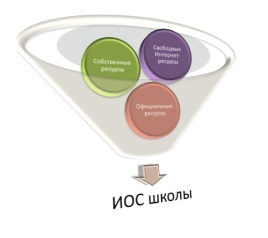 Свободные
Интернет-
ресурсы
Собственные
ресурсы
Официальные
ресурсы
ИОС школы